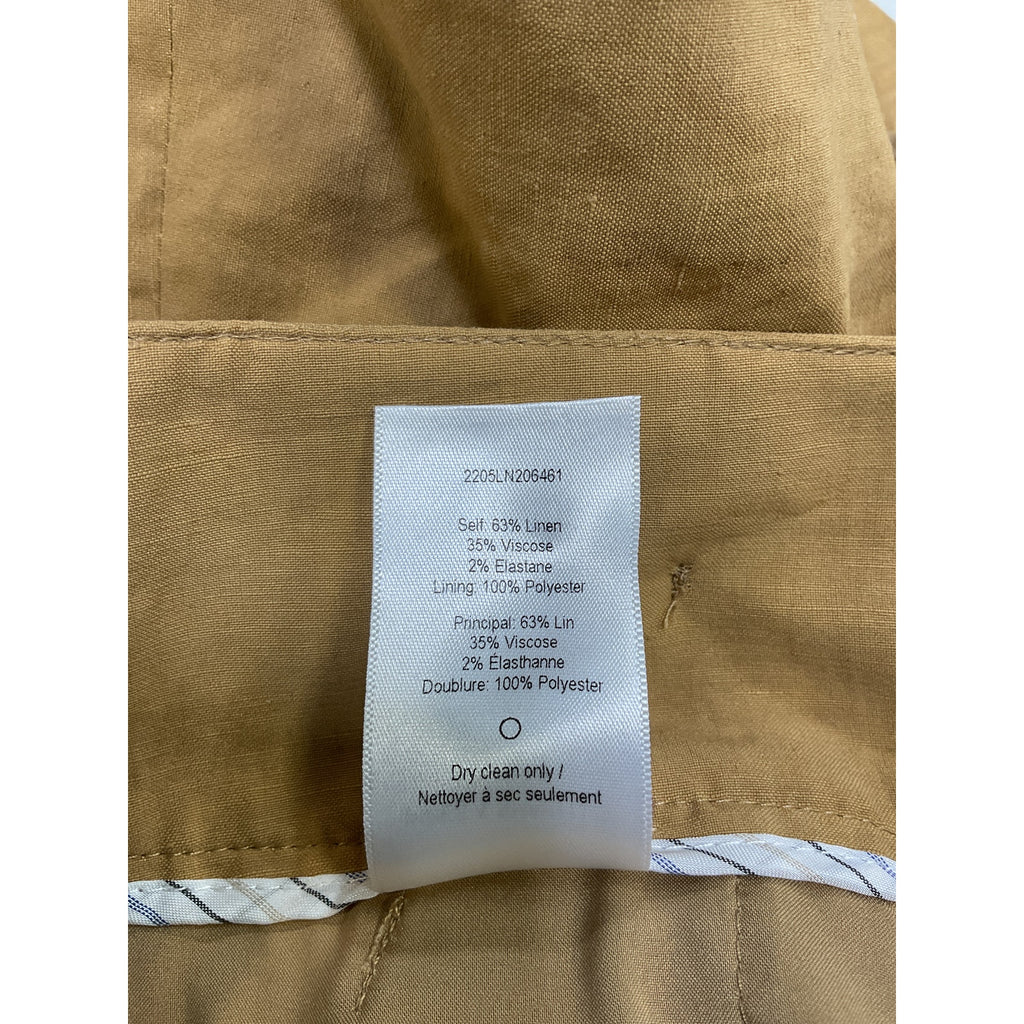 2205LN206461
Self: 63% Linen
35% Viscose
2% Elastane
Lining: 100% Polyester
Principal: 63% Lin
35% Viscose
2% Élasthanne
Doublure: 100% Polyester
Dry clean only /
Nettoyer à sec seulement